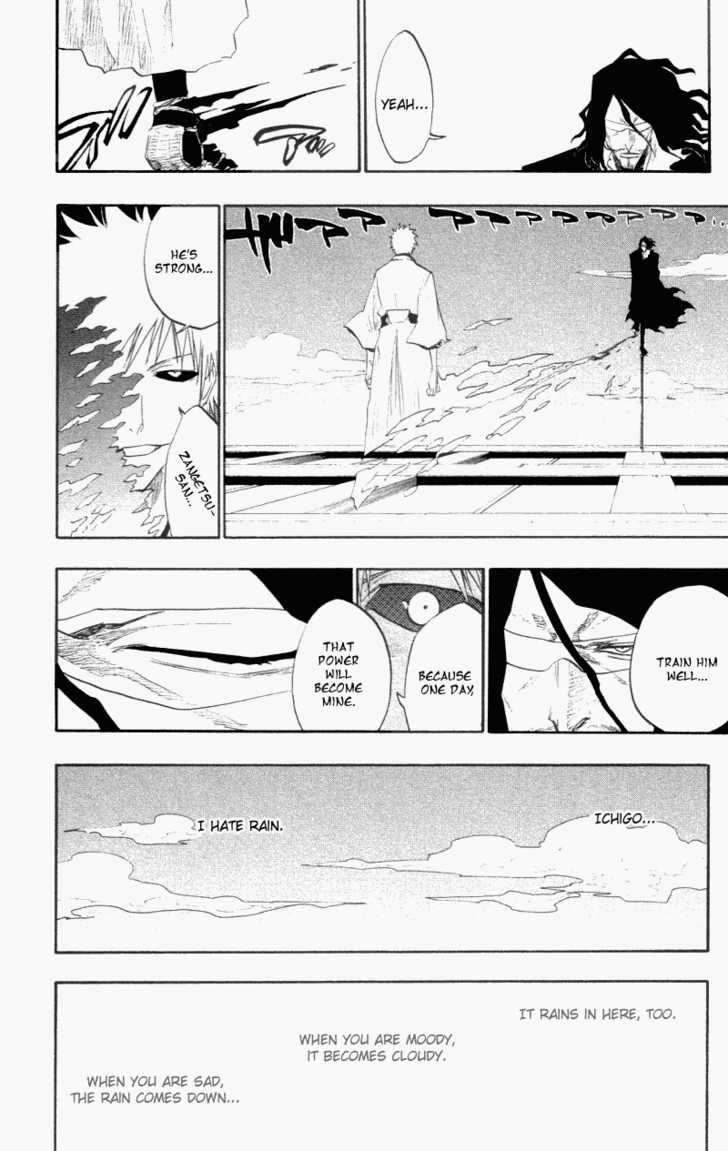 YEAH...
HE'S
STRONG...
ZANGETSU-
SAN...
TRAIN HIM
WELL...
BECAUSE
ONE DAY,
THAT
POWER
WILL
BECOME
MINE.
ICHIGO...
I HATE RAIN.
IT RAINS IN HERE, TOO.
WHEN YOU ARE MOODY,
IT BECOMES CLOUDY.
WHEN YOU ARE SAD,
THE RAIN COMES DOWN...